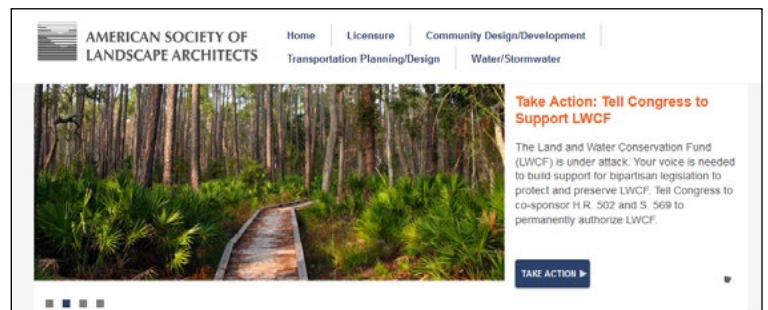 AMERICAN SOCIETY OF
LANDSCAPE ARCHITECTS
Home Licensure Community Design/Development
Transportation Planning/Design Water/Stormwater
Take Action: Tell Congress to
Support LWCF
The Land and Water Conservation Fund
(LWCF) is under attack. Your voice is needed
to build support for bipartisan legislation to
protect and preserve LWCF. Tell Congress to
co-sponsor H.R. 502 and S. 569 to
permanently authorize LWCF.
TAKE ACTION